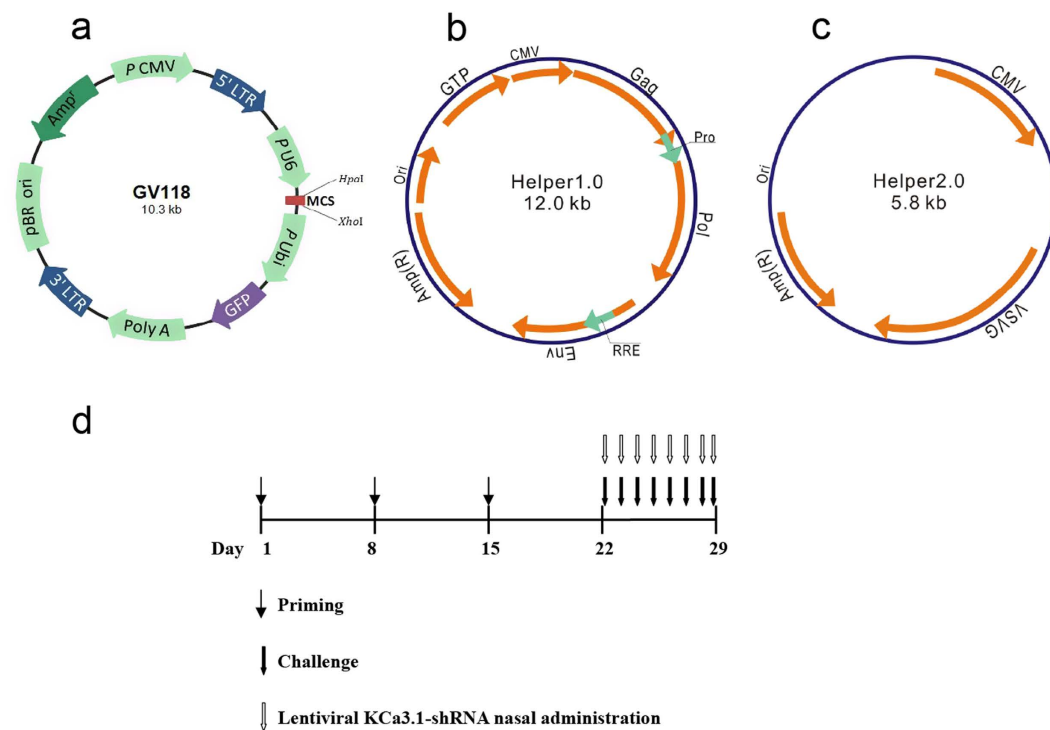 a
P CMV
5' LTR
P U6
HpaI
MCS
XhoI
P Ubi
GFP
Poly A
3' LTR
pBR ori
Ampʳ
GV118
10.3 kb
b
CMV
Gag
Pro
Pol
RRE
Env
Amp(R)
Ori
GTP
Helper1.0
12.0 kb
c
CMV
VSVG
Amp(R)
Ori
Helper2.0
5.8 kb
d
Day 1 8 15 22 29
Priming
Challenge
Lentiviral KCa3.1-shRNA nasal administration